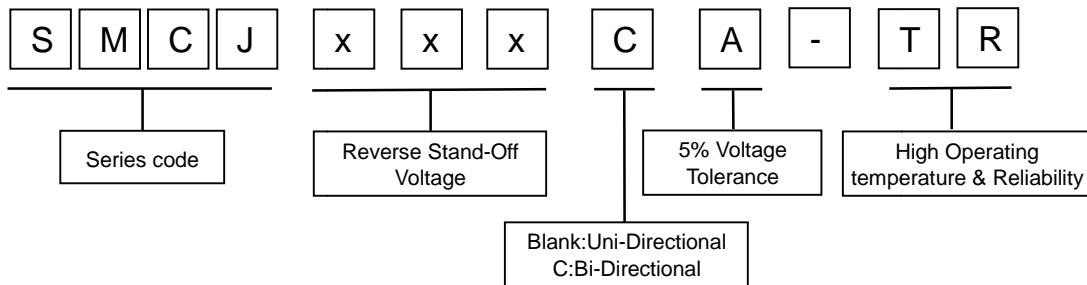 S M C J x x x C A - T R
Series code
Reverse Stand-Off
Voltage
5% Voltage
Tolerance
High Operating
temperature & Reliability
Blank:Uni-Directional
C:Bi-Directional